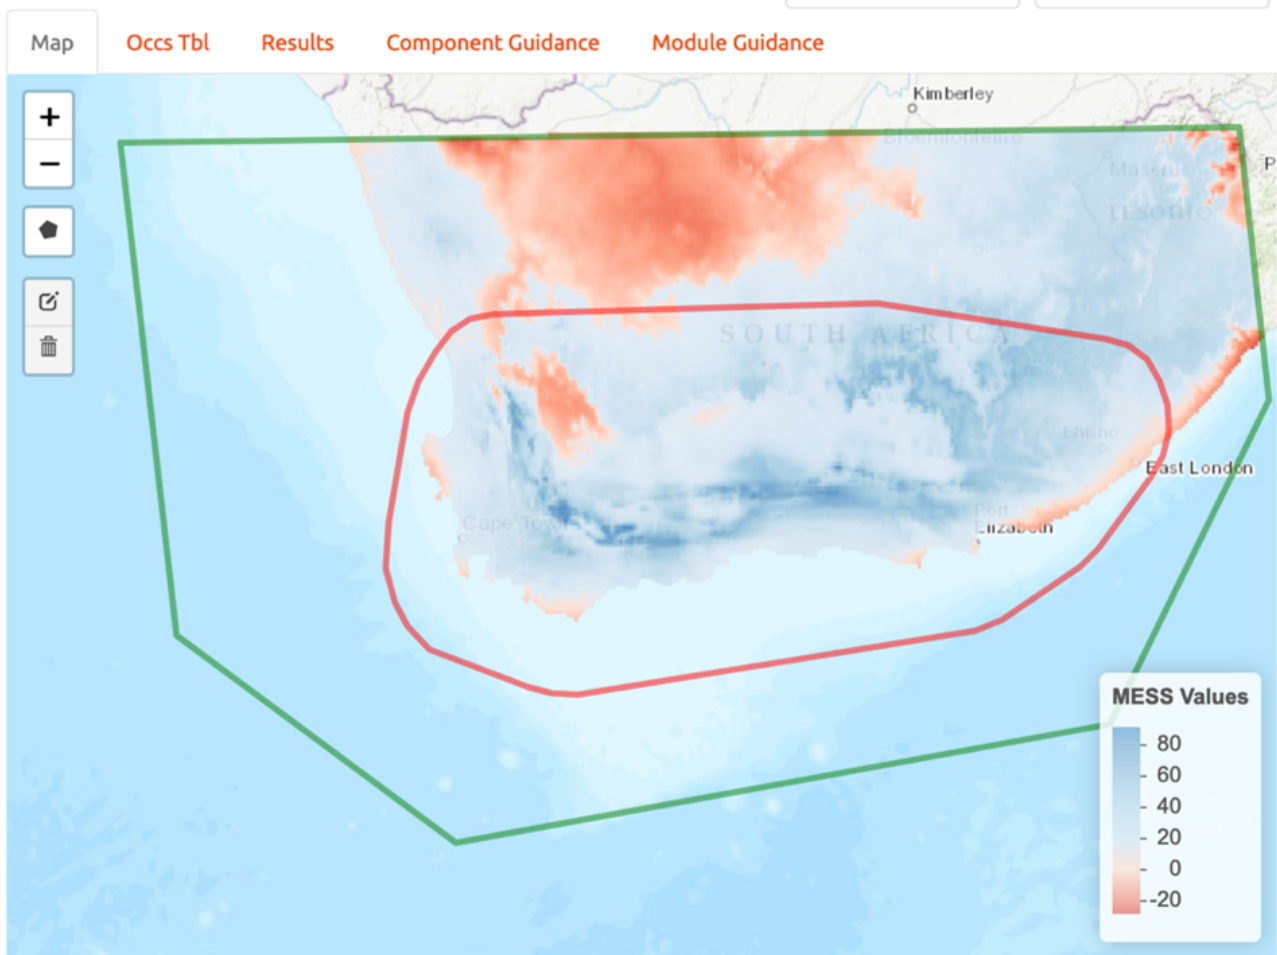 Map Occs Tbl Results Component Guidance Module Guidance
+
−
Kimberley
Bloemfontein
Maseru
P
LESOTHO
SOUTH AFRICA
Bhisho
East London
Cape Town
Port
Elizabeth
MESS Values
80
60
40
20
0
-20